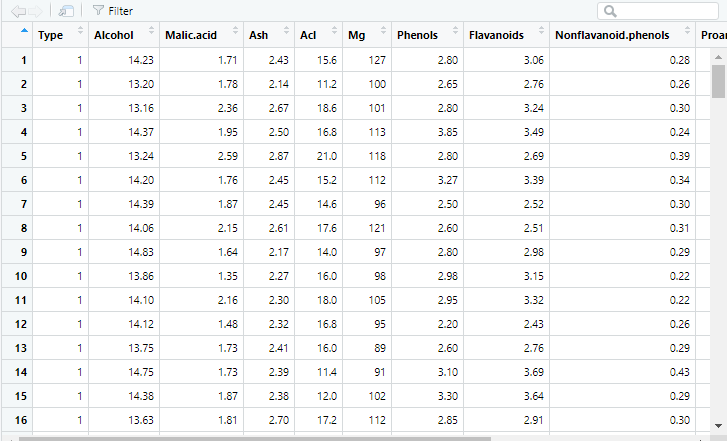 Filter
Type Alcohol Malic.acid Ash Acl Mg Phenols Flavanoids Nonflavanoid.phenols Proan
1 1 14.23 1.71 2.43 15.6 127 2.80 3.06 0.28
2 1 13.20 1.78 2.14 11.2 100 2.65 2.76 0.26
3 1 13.16 2.36 2.67 18.6 101 2.80 3.24 0.30
4 1 14.37 1.95 2.50 16.8 113 3.85 3.49 0.24
5 1 13.24 2.59 2.87 21.0 118 2.80 2.69 0.39
6 1 14.20 1.76 2.45 15.2 112 3.27 3.39 0.34
7 1 14.39 1.87 2.45 14.6 96 2.50 2.52 0.30
8 1 14.06 2.15 2.61 17.6 121 2.60 2.51 0.31
9 1 14.83 1.64 2.17 14.0 97 2.80 2.98 0.29
10 1 13.86 1.35 2.27 16.0 98 2.98 3.15 0.22
11 1 14.10 2.16 2.30 18.0 105 2.95 3.32 0.22
12 1 14.12 1.48 2.32 16.8 95 2.20 2.43 0.26
13 1 13.75 1.73 2.41 16.0 89 2.60 2.76 0.29
14 1 14.75 1.73 2.39 11.4 91 3.10 3.69 0.43
15 1 14.38 1.87 2.38 12.0 102 3.30 3.64 0.29
16 1 13.63 1.81 2.70 17.2 112 2.85 2.91 0.30